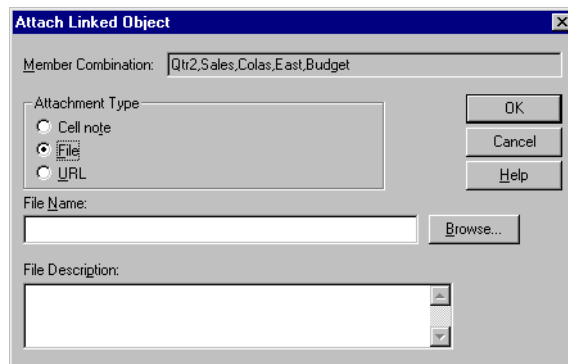 Attach Linked Object
Member Combination: Qtr2,Sales,Colas,East,Budget
Attachment Type
Cell note
File
URL
OK
Cancel
Help
File Name:
Browse...
File Description: